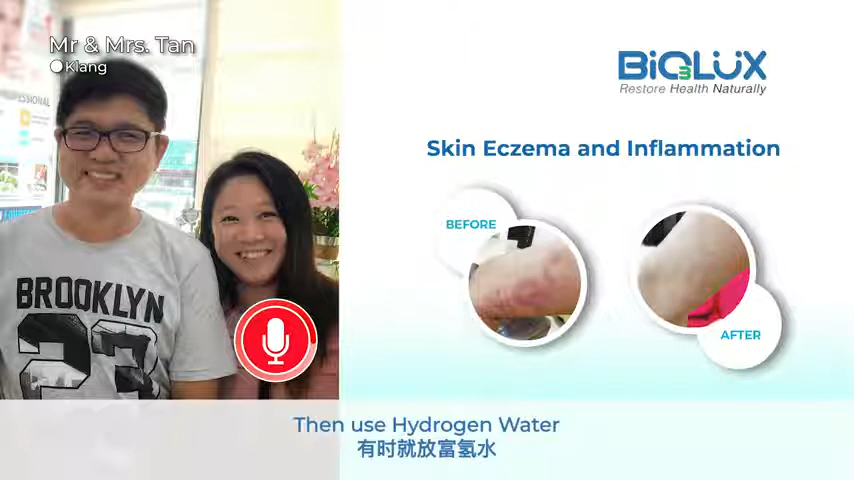 Mr & Mrs. Tan
Klang
BiO3LUX
Restore Health Naturally
Skin Eczema and Inflammation
BEFORE
AFTER
BROOKLYN
23
Then use Hydrogen Water
有时就放富氢水